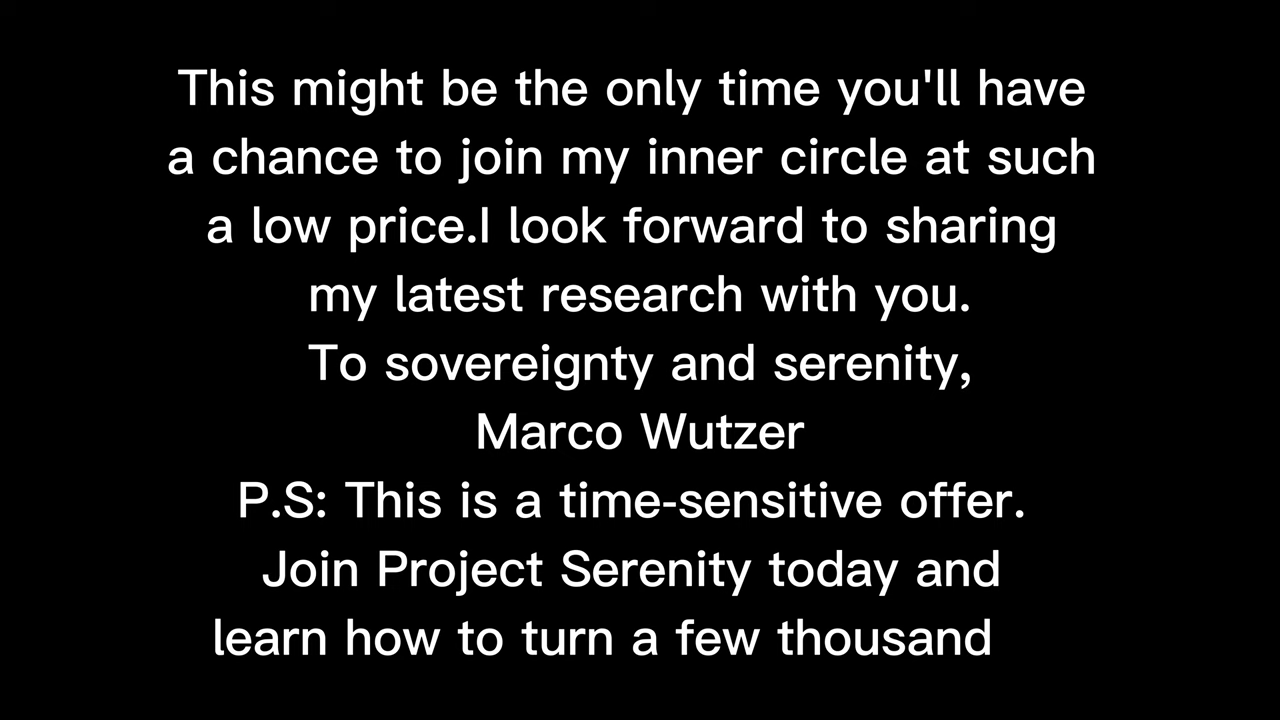 This might be the only time you'll have
a chance to join my inner circle at such
a low price.I look forward to sharing
my latest research with you.
To sovereignty and serenity,
Marco Wutzer
P.S: This is a time-sensitive offer.
Join Project Serenity today and
learn how to turn a few thousand